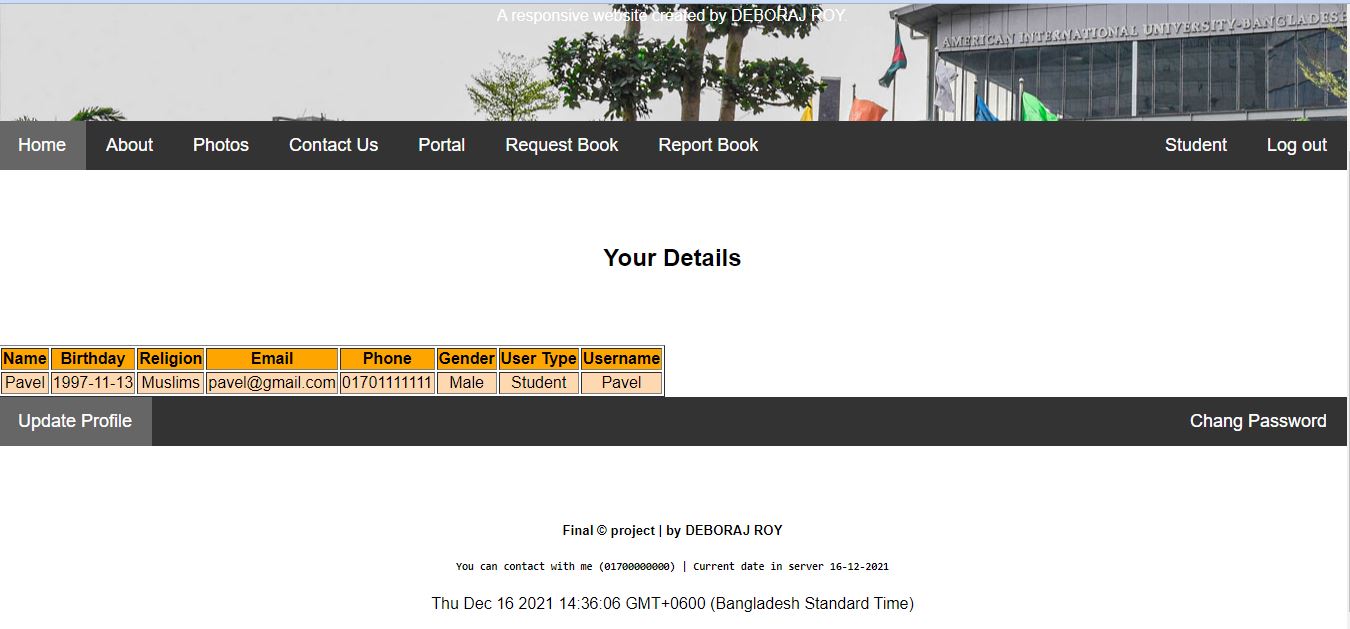 A responsive website created by DEBORAJ ROY.
AMERICAN INTERNATIONAL UNIVERSITY-BANGLADESH
Home About Photos Contact Us Portal Request Book Report Book Student Log out
Your Details
Name Birthday Religion Email Phone Gender User Type Username
Pavel 1997-11-13 Muslims pavel@gmail.com 01701111111 Male Student Pavel
Update Profile Chang Password
Final © project | by DEBORAJ ROY
You can contact with me (01700000000) | Current date in server 16-12-2021
Thu Dec 16 2021 14:36:06 GMT+0600 (Bangladesh Standard Time)